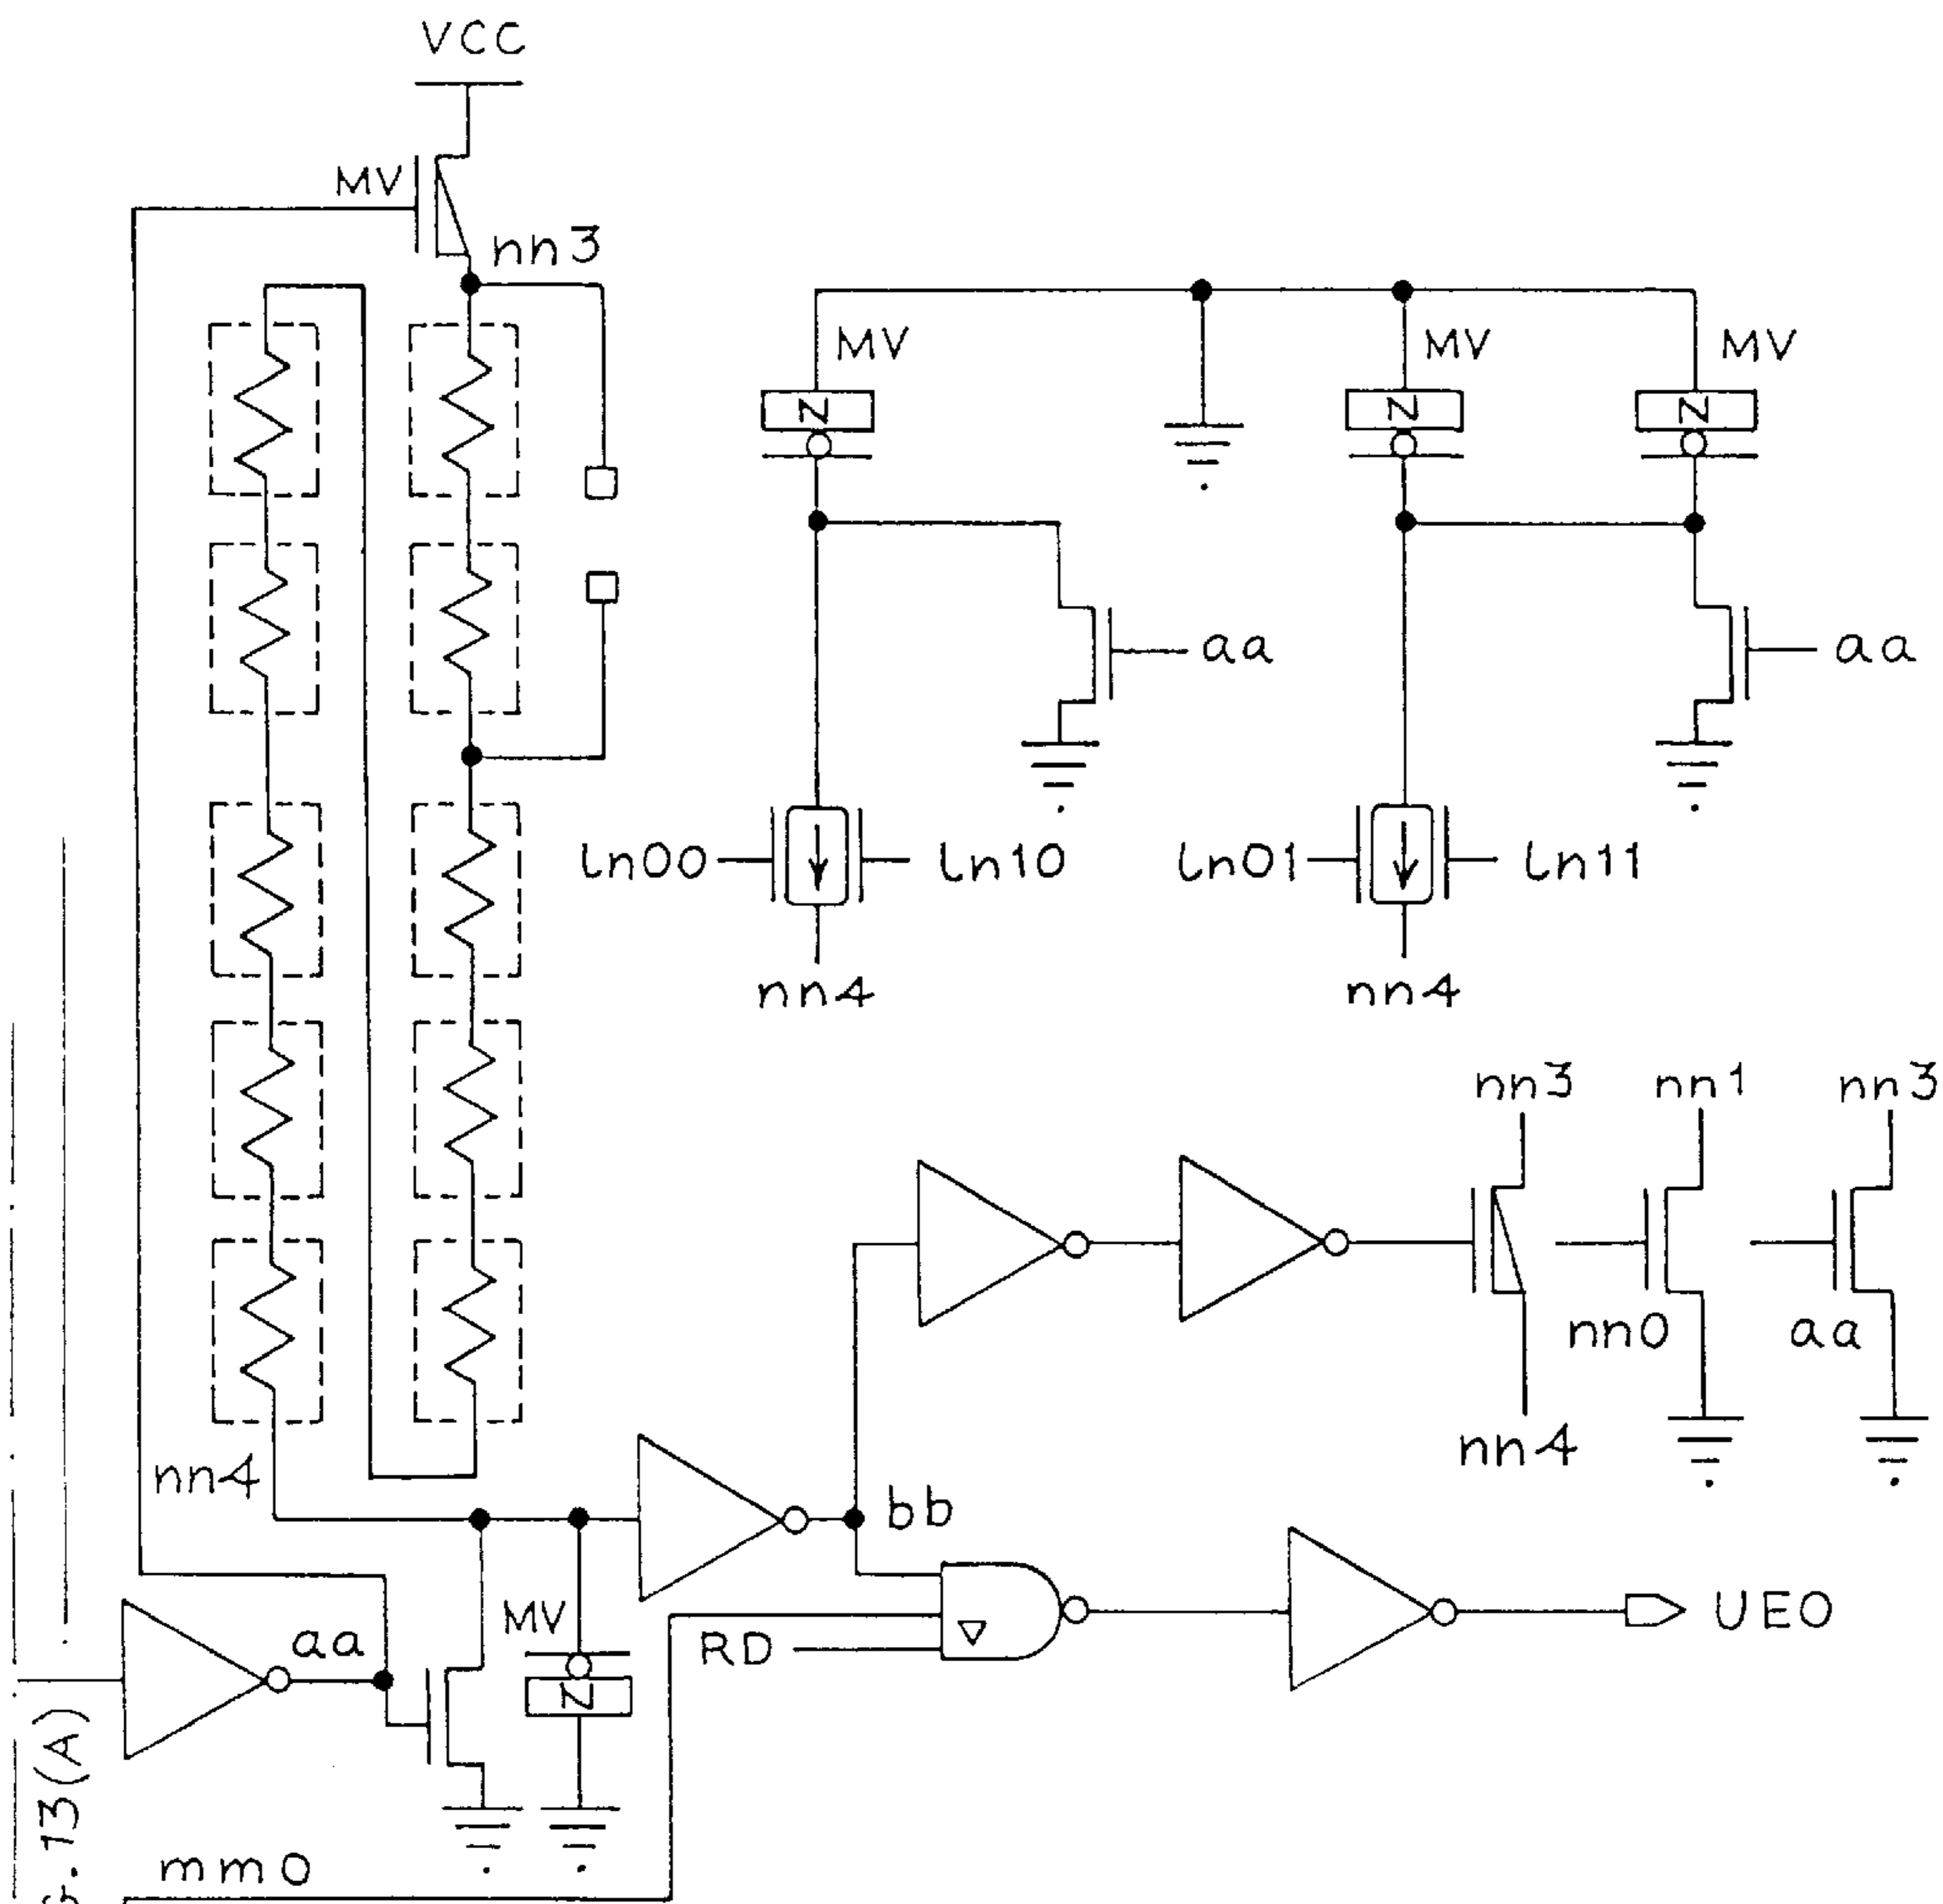 VCC
MV
nn3
MV MV MV
N N N
aa aa
ln00 ln10 ln01 ln11
nn4 nn4
nn3 nn1 nn3
nn0 aa
nn4
nn4
bb
MV
N
aa
RD
UEO
mm0
G.13(A)